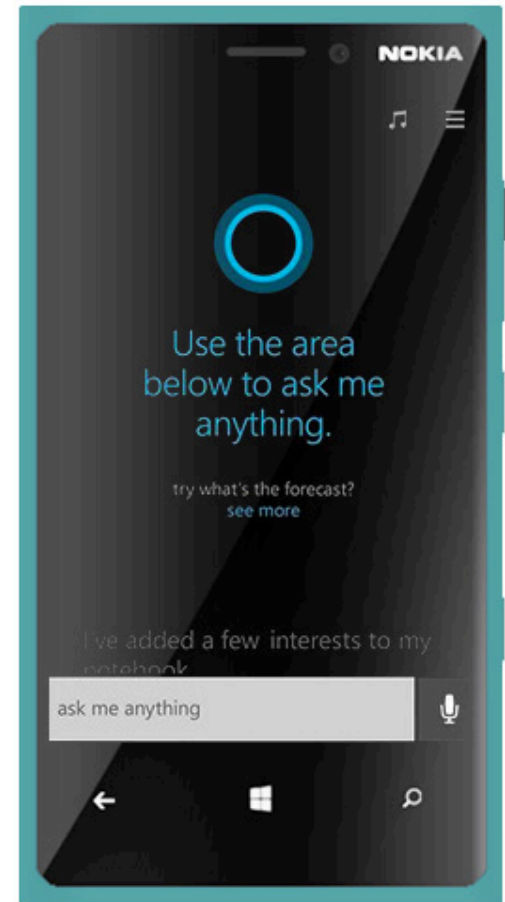 NOKIA
Use the area
below to ask me
anything.
try what's the forecast?
see more
I've added a few interests to my
notebook
ask me anything